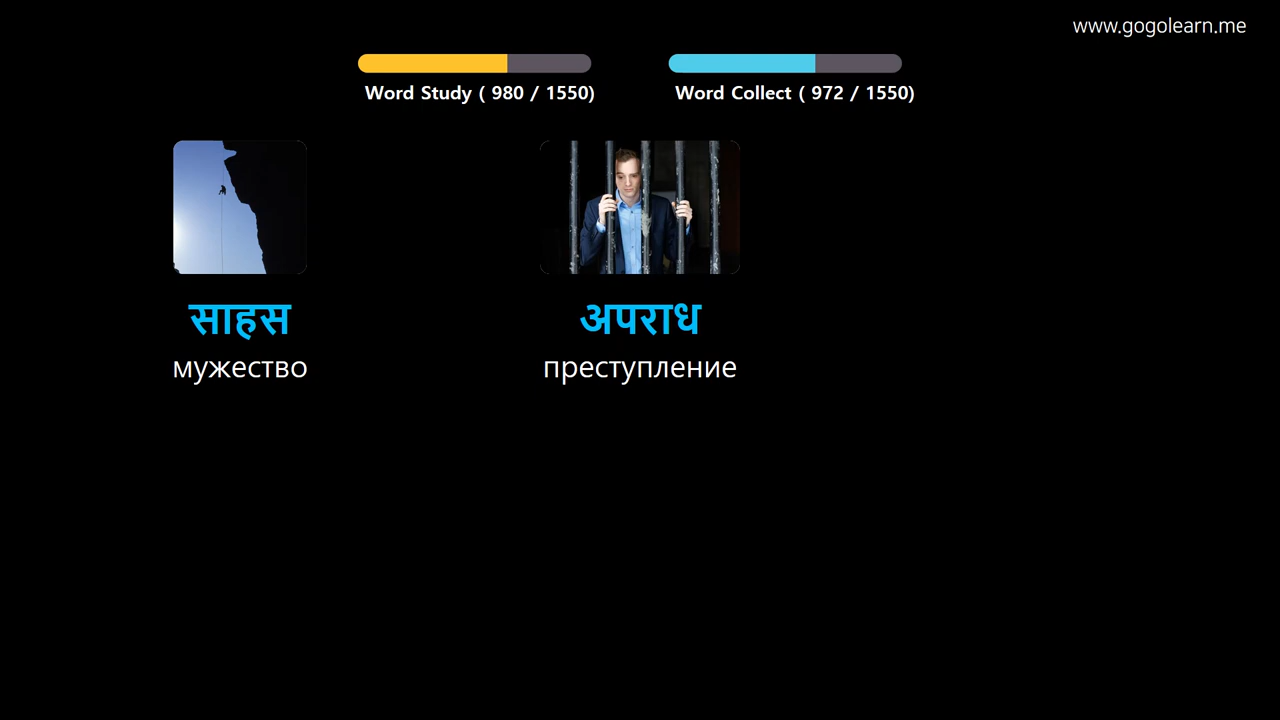 www.gogolearn.me
Word Study ( 980 / 1550)
Word Collect ( 972 / 1550)
साहस
мужество
अपराध
преступление